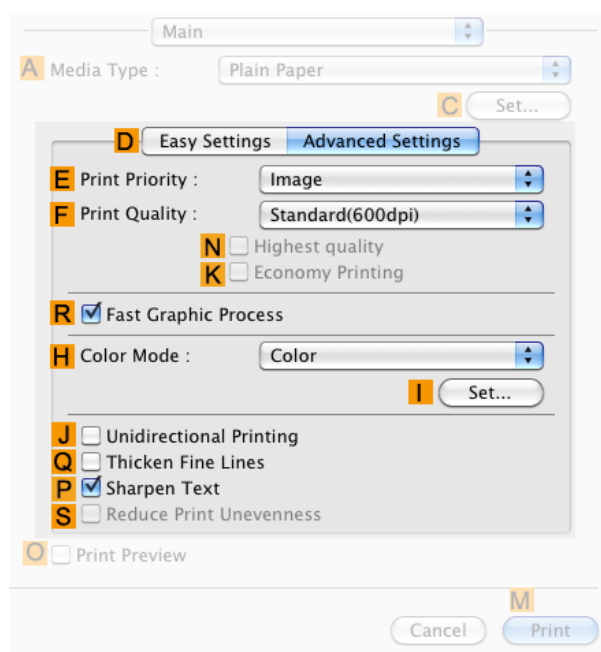 Main
A Media Type : Plain Paper
C Set...
D Easy Settings Advanced Settings
E Print Priority : Image
F Print Quality : Standard(600dpi)
N Highest quality
K Economy Printing
R Fast Graphic Process
H Color Mode : Color
I Set...
J Unidirectional Printing
Q Thicken Fine Lines
P Sharpen Text
S Reduce Print Unevenness
O Print Preview
M
Cancel Print